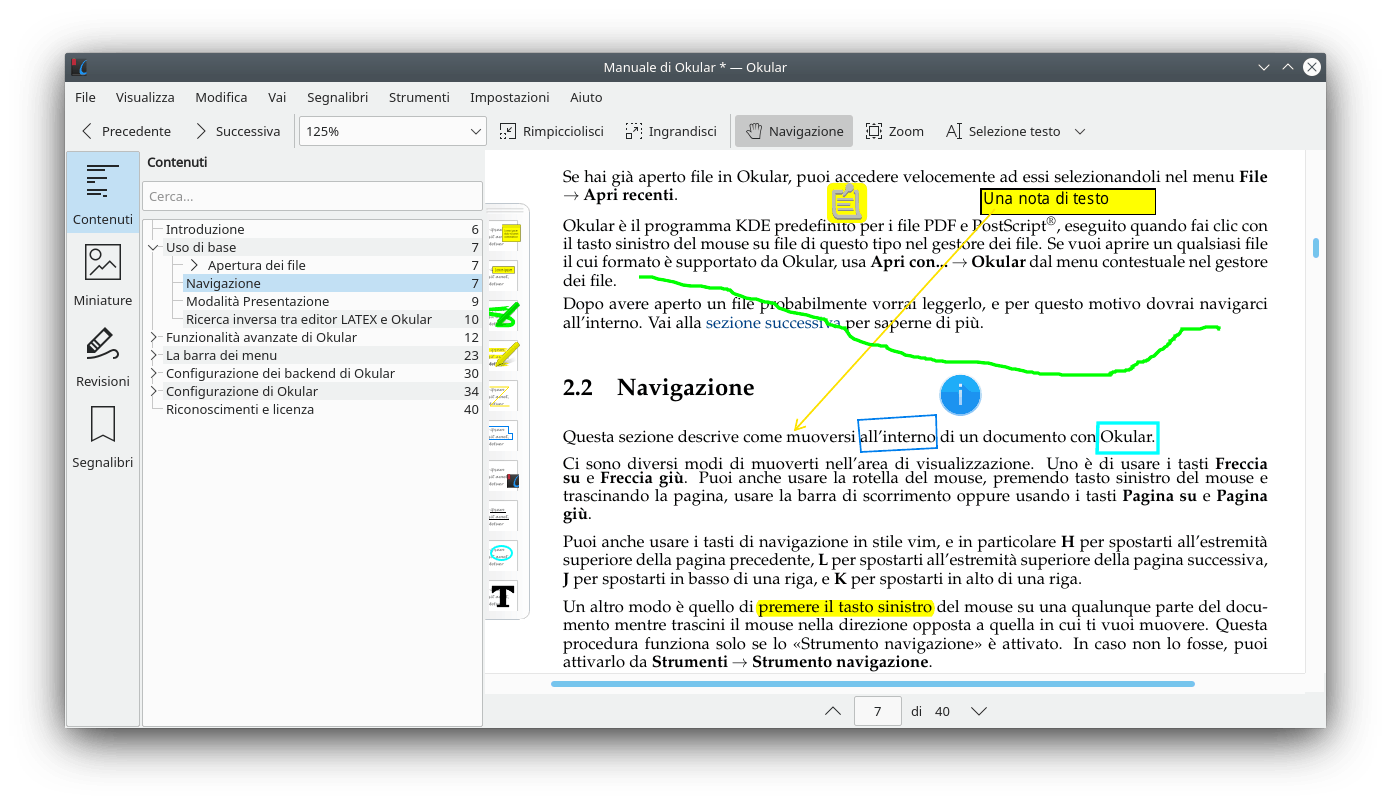 Manuale di Okular * — Okular
File Visualizza Modifica Vai Segnalibri Strumenti Impostazioni Aiuto
Precedente Successiva 125% Rimpicciolisci Ingrandisci Navigazione Zoom Selezione testo
Contenuti
Miniature
Revisioni
Segnalibri
Contenuti
Cerca...
Introduzione 6
Uso di base 7
Apertura dei file 7
Navigazione 7
Modalità Presentazione 9
Ricerca inversa tra editor LATEX e Okular 10
Funzionalità avanzate di Okular 12
La barra dei menu 23
Configurazione dei backend di Okular 30
Configurazione di Okular 34
Riconoscimenti e licenza 40
Se hai già aperto file in Okular, puoi accedere velocemente ad essi selezionandoli nel menu File
→ Apri recenti.
Una nota di testo
Okular è il programma KDE predefinito per i file PDF e PostScript®, eseguito quando fai clic con
il tasto sinistro del mouse su file di questo tipo nel gestore dei file. Se vuoi aprire un qualsiasi file
il cui formato è supportato da Okular, usa Apri con... → Okular dal menu contestuale nel gestore
dei file.
Dopo avere aperto un file probabilmente vorrai leggerlo, e per questo motivo dovrai navigarci
all'interno. Vai alla sezione successiva per saperne di più.
2.2 Navigazione
Questa sezione descrive come muoversi all'interno di un documento con Okular.
Ci sono diversi modi di muoverti nell'area di visualizzazione. Uno è di usare i tasti Freccia
su e Freccia giù. Puoi anche usare la rotella del mouse, premendo tasto sinistro del mouse e
trascinando la pagina, usare la barra di scorrimento oppure usando i tasti Pagina su e Pagina
giù.
Puoi anche usare i tasti di navigazione in stile vim, e in particolare H per spostarti all'estremità
superiore della pagina precedente, L per spostarti all'estremità superiore della pagina successiva,
J per spostarti in basso di una riga, e K per spostarti in alto di una riga.
Un altro modo è quello di premere il tasto sinistro del mouse su una qualunque parte del docu-
mento mentre trascini il mouse nella direzione opposta a quella in cui ti vuoi muovere. Questa
procedura funziona solo se lo «Strumento navigazione» è attivato. In caso non lo fosse, puoi
attivarlo da Strumenti → Strumento navigazione.
7 di 40